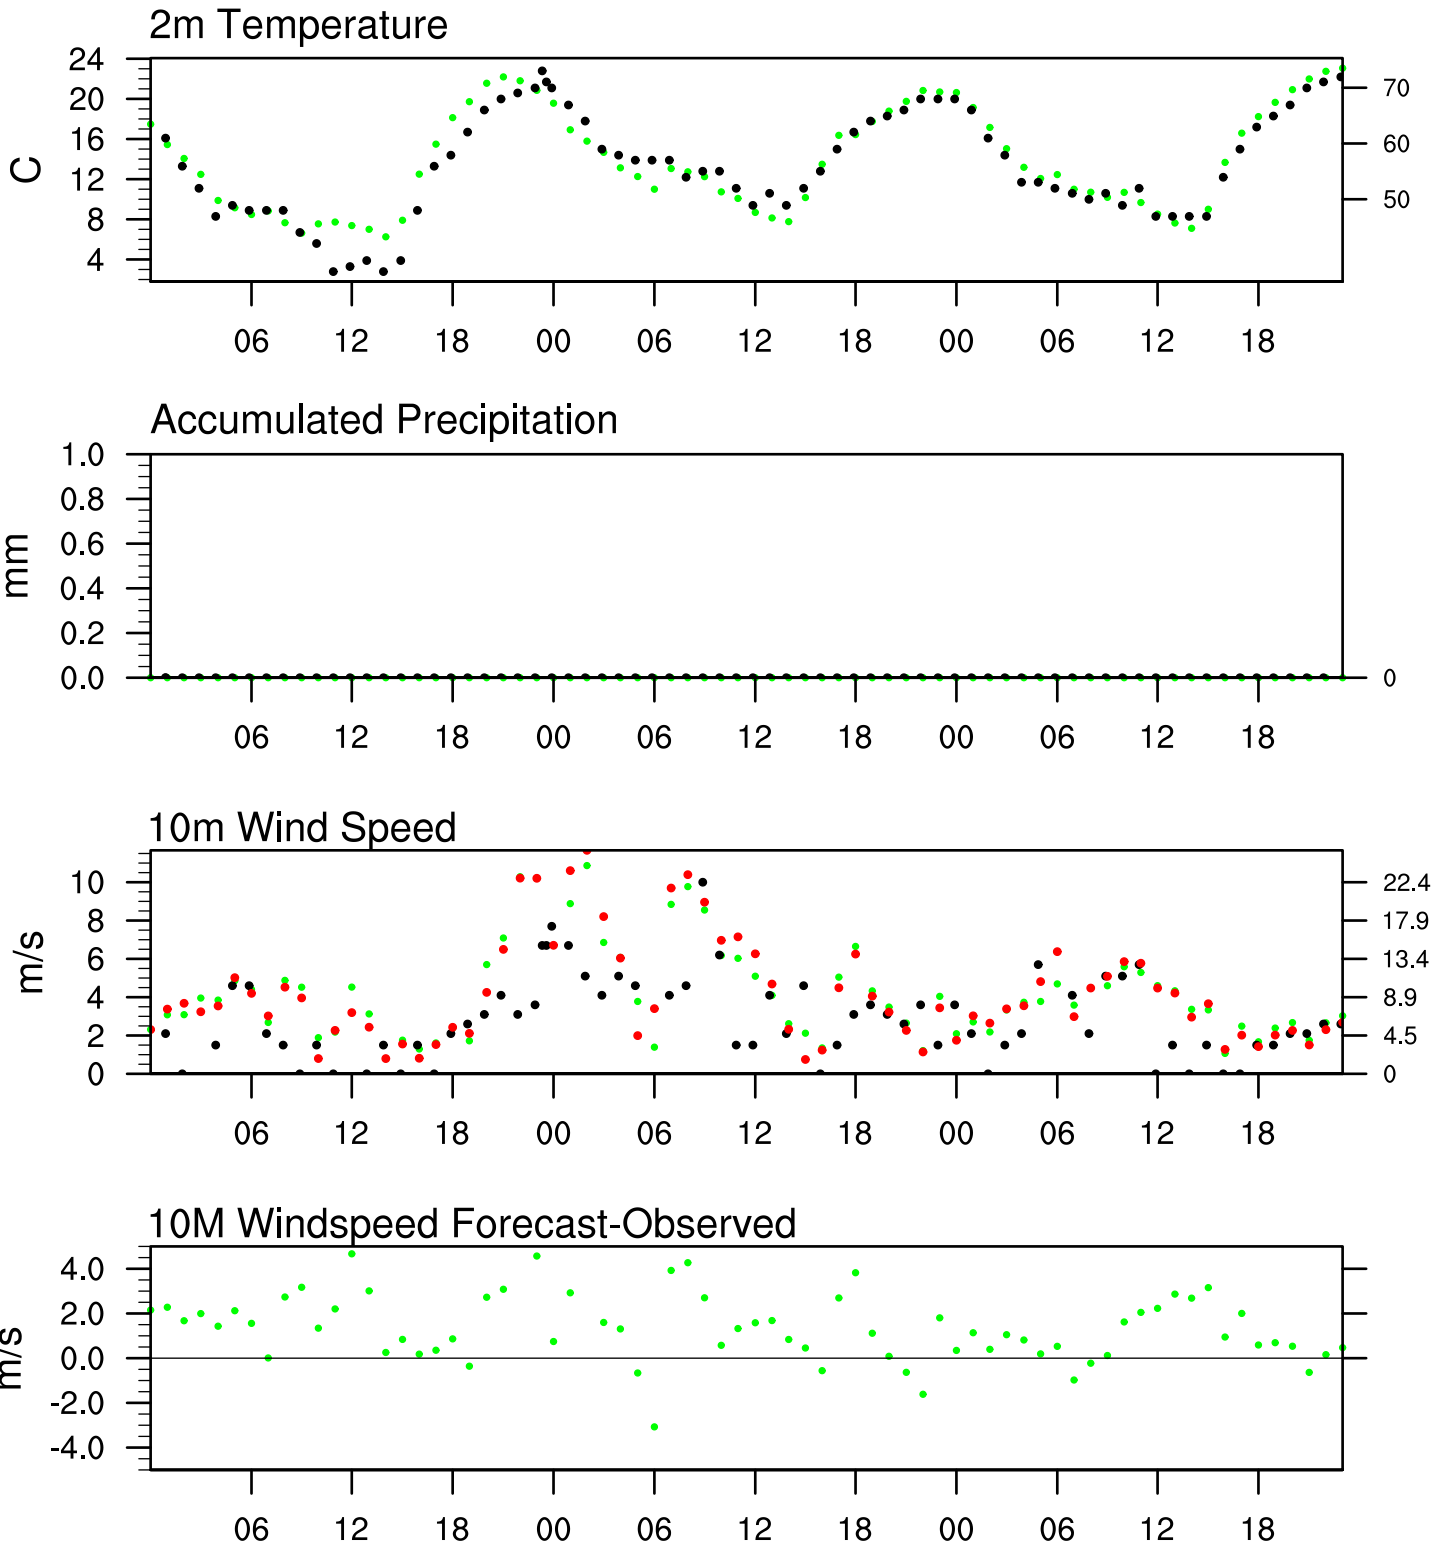 2m Temperature
24
20
16
12
8
4
C
70
60
50
06 12 18 00 06 12 18 00 06 12 18
Accumulated Precipitation
1.0
0.8
0.6
0.4
0.2
0.0
mm
0
06 12 18 00 06 12 18 00 06 12 18
10m Wind Speed
10
8
6
4
2
0
m/s
22.4
17.9
13.4
8.9
4.5
0
06 12 18 00 06 12 18 00 06 12 18
10M Windspeed Forecast-Observed
4.0
2.0
0.0
-2.0
-4.0
m/s
06 12 18 00 06 12 18 00 06 12 18